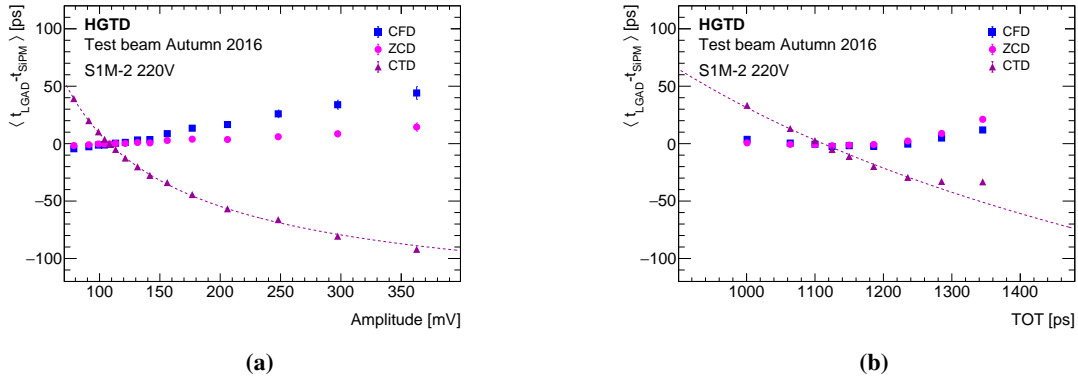 ⟨ t_LGAD-t_SiPM ⟩ [ps]
100
50
0
−50
−100
HGTD
Test beam Autumn 2016
S1M-2 220V
CFD
ZCD
CTD
100 150 200 250 300 350
Amplitude [mV]
(a)
⟨ t_LGAD-t_SiPM ⟩ [ps]
100
50
0
−50
−100
HGTD
Test beam Autumn 2016
S1M-2 220V
CFD
ZCD
CTD
1000 1100 1200 1300 1400
TOT [ps]
(b)